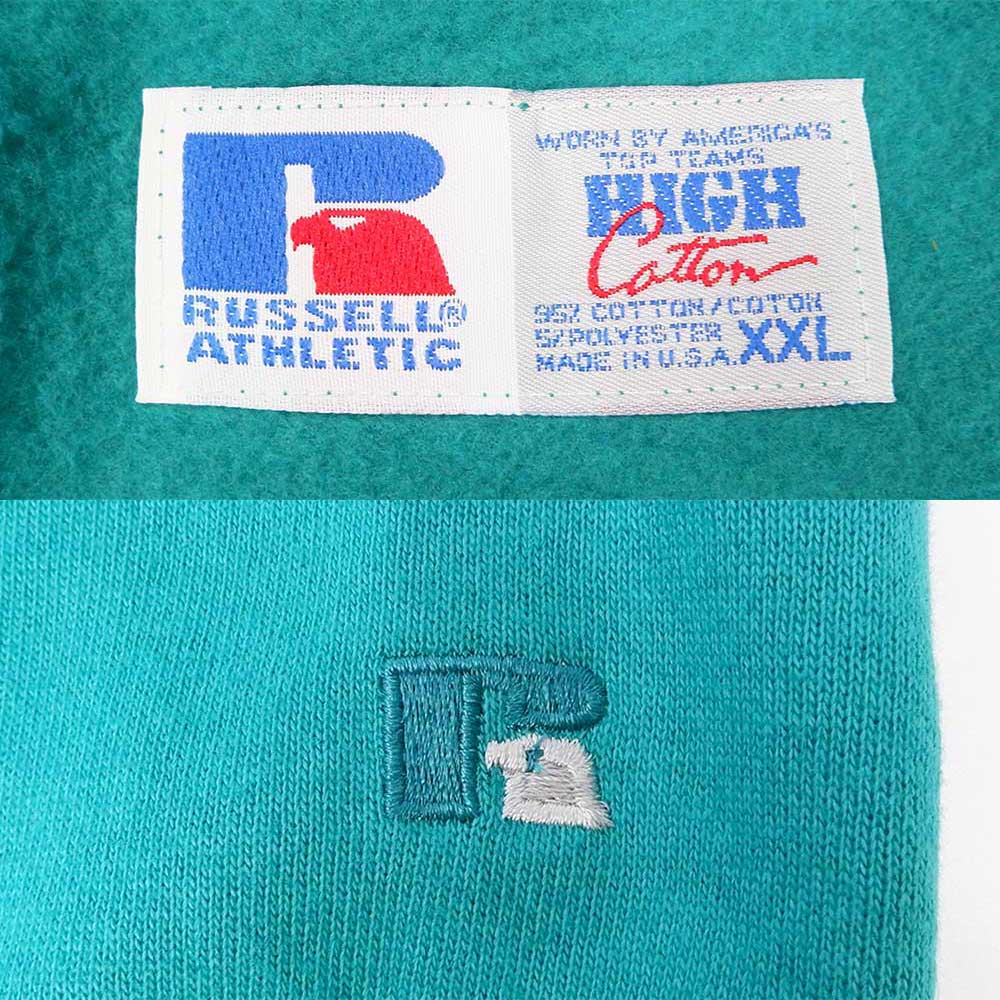 RUSSELL®
ATHLETIC
WORN BY AMERICA'S
TOP TEAMS
HIGH
Cotton
95% COTTON/COTON
5% POLYESTER
MADE IN U.S.A. XXL